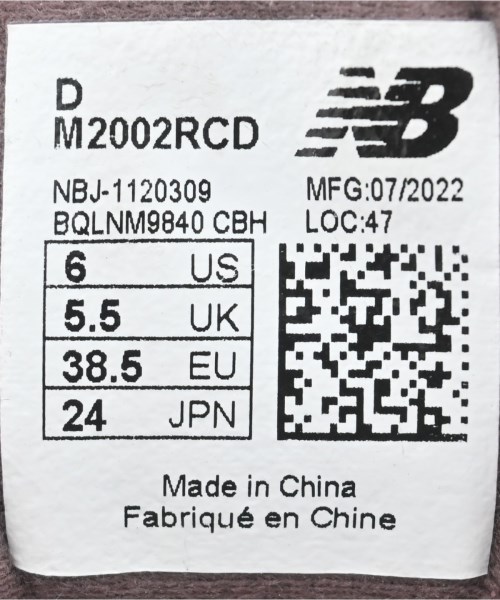 D
M2002RCD
NB
NBJ-1120309 MFG:07/2022
BQLNM9840 CBH LOC:47
6 US
5.5 UK
38.5 EU
24 JPN
Made in China
Fabriqué en Chine